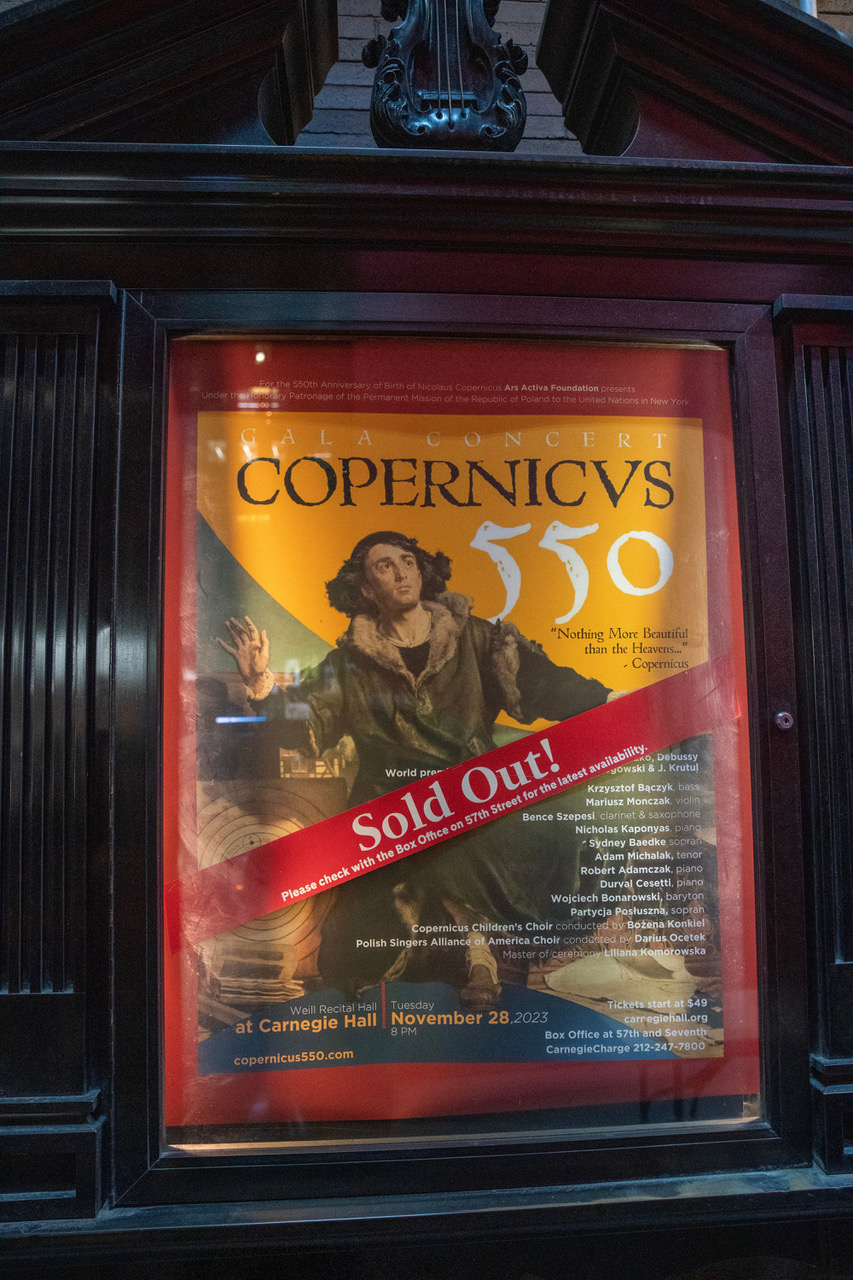 For the 550th Anniversary of Birth of Nicolaus Copernicus Ars Activa Foundation presents
Under the Honorary Patronage of the Permanent Mission of the Republic of Poland to the United Nations in New York
GALA CONCERT
COPERNICVS
550
"Nothing More Beautiful
than the Heavens..."
- Copernicus
Debussy
World
& J. Krutul
Sold Out!
Please check with the Box Office on 57th Street for the latest availability.
Krzysztof Bączyk, bass
Mariusz Monczak, violin
Bence Szepesi, clarinet & saxophone
Nicholas Kaponyas, piano
Sydney Baedke sopran
Adam Michalak, tenor
Robert Adamczak, piano
Durval Cesetti, piano
Wojciech Bonarowski, baryton
Partycja Posłuszna, sopran
Copernicus Children's Choir conducted by Bożena Konkiel
Polish Singers Alliance of America Choir conducted by Darius Ocetek
Master of ceremony Liliana Komorowska
Weill Recital Hall
at Carnegie Hall
Tuesday
November 28, 2023
8 PM
copernicus550.com
Tickets start at $49
carnegiehall.org
Box Office at 57th and Seventh
CarnegieCharge 212-247-7800